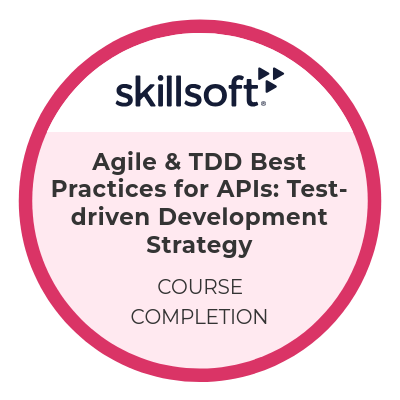 skillsoft®
Agile & TDD Best
Practices for APIs: Test-
driven Development
Strategy
COURSE
COMPLETION